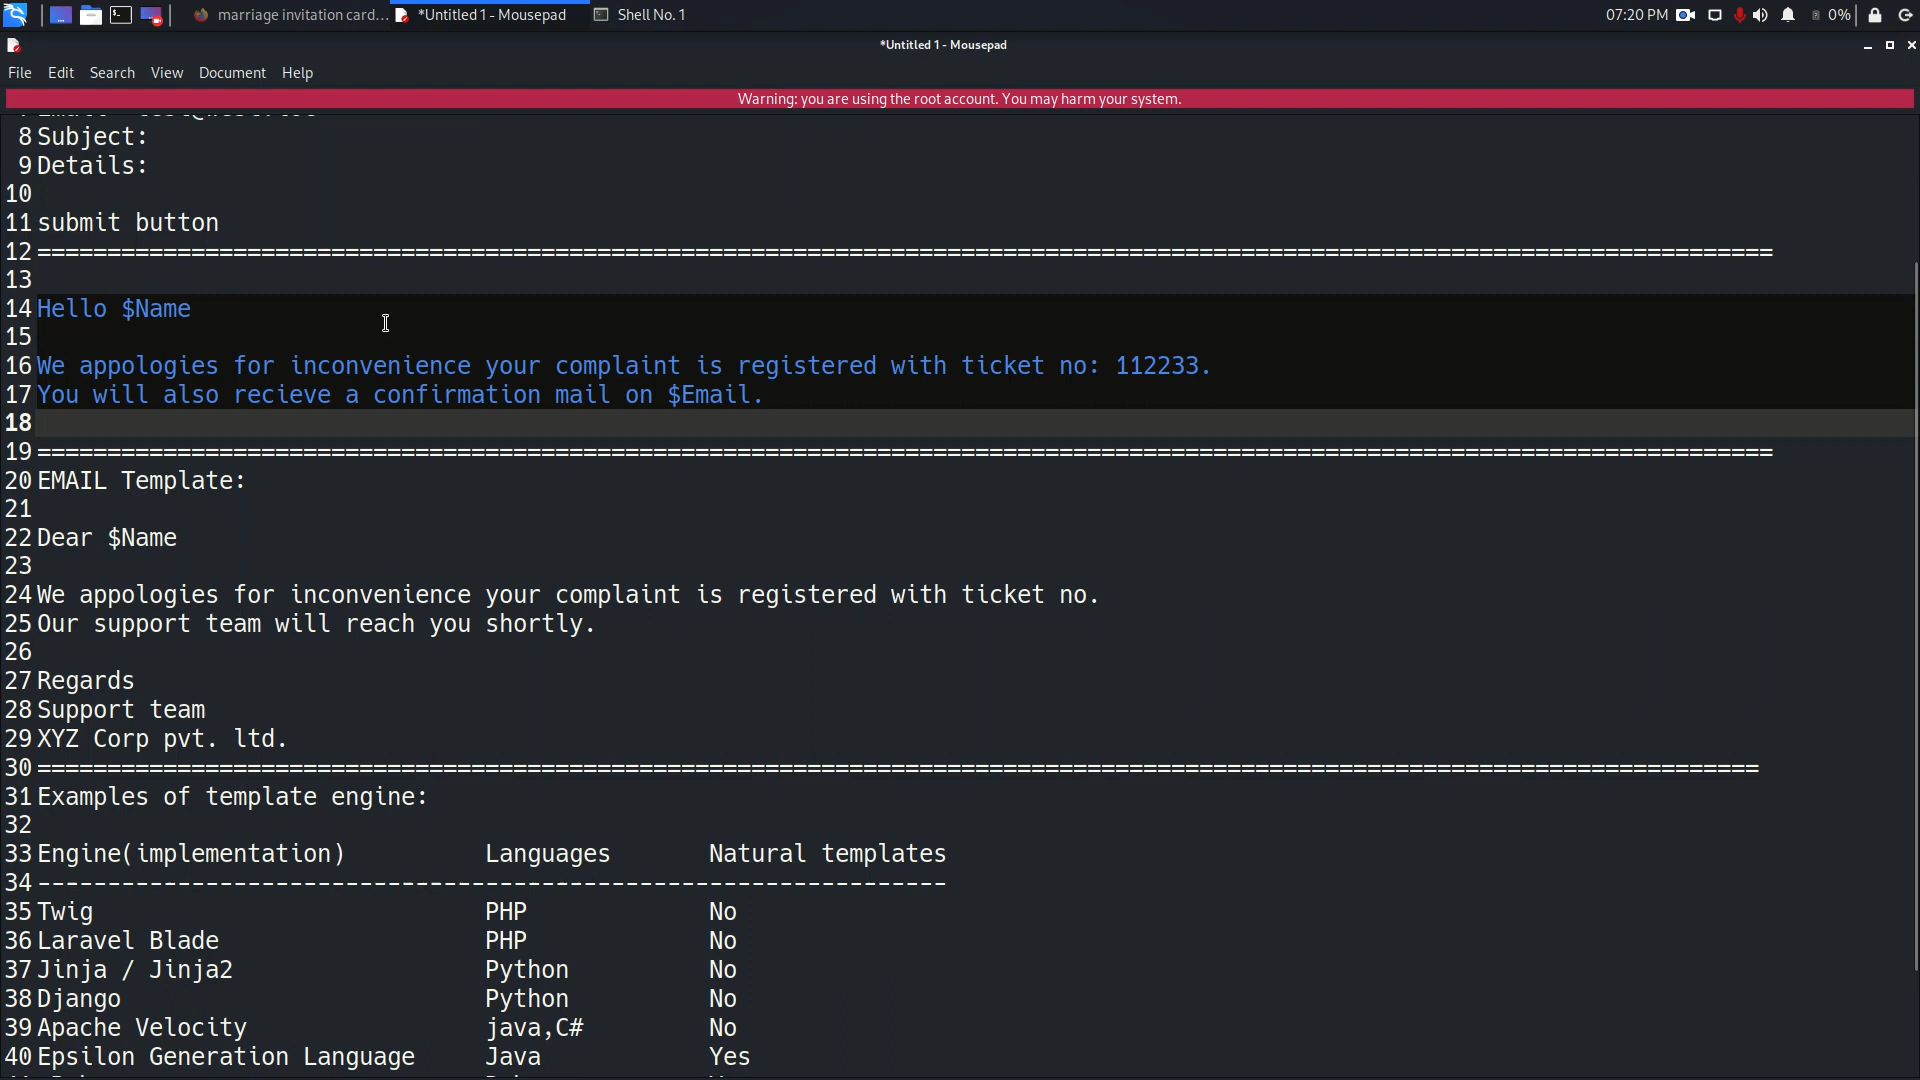 marriage invitation card...
*Untitled 1 - Mousepad
Shell No. 1
07:20 PM
0%
*Untitled 1 - Mousepad
File Edit Search View Document Help
Warning: you are using the root account. You may harm your system.
8 Subject:
9 Details:
10
11 submit button
12 ============================================================================================================================
13
14 Hello $Name
15
16 We appologies for inconvenience your complaint is registered with ticket no: 112233.
17 You will also recieve a confirmation mail on $Email.
18
19 ============================================================================================================================
20 EMAIL Template:
21
22 Dear $Name
23
24 We appologies for inconvenience your complaint is registered with ticket no.
25 Our support team will reach you shortly.
26
27 Regards
28 Support team
29 XYZ Corp pvt. ltd.
30 ===========================================================================================================================
31 Examples of template engine:
32
33 Engine(implementation) Languages Natural templates
34 -----------------------------------------------------------------
35 Twig PHP No
36 Laravel Blade PHP No
37 Jinja / Jinja2 Python No
38 Django Python No
39 Apache Velocity java,C# No
40 Epsilon Generation Language Java Yes